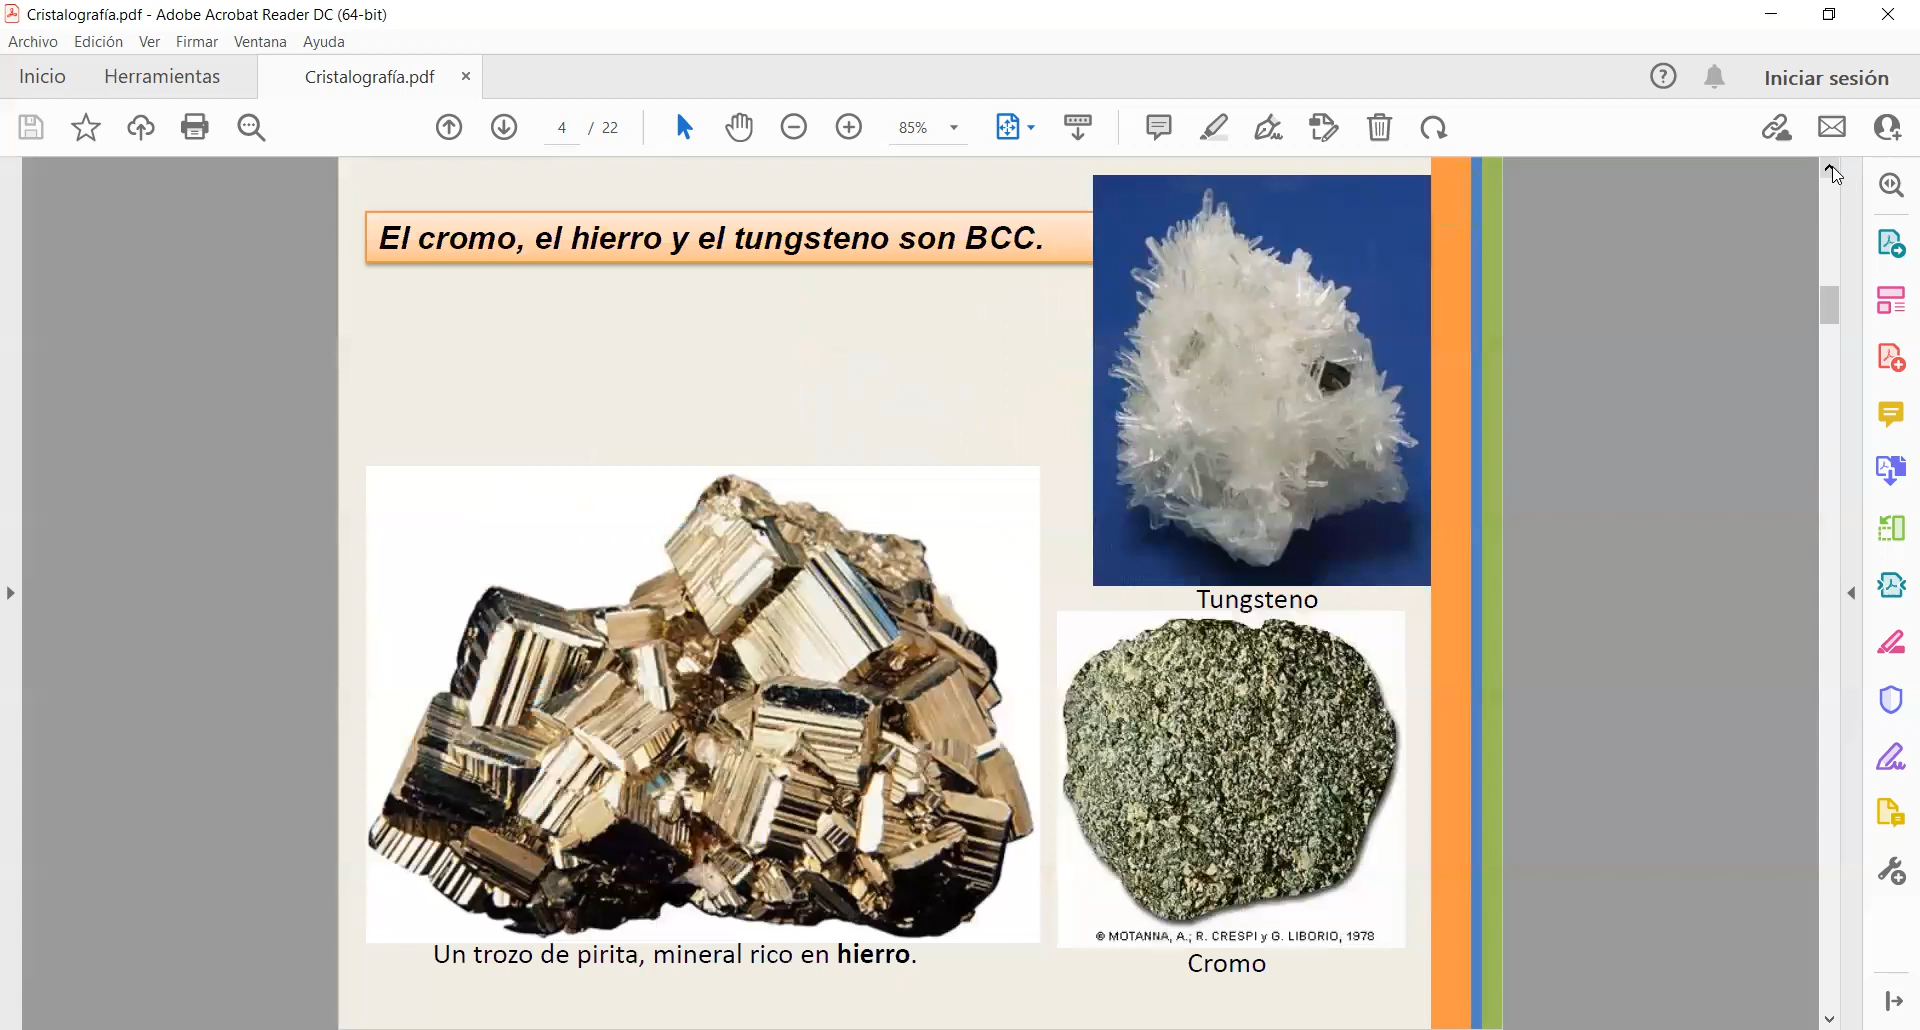 Cristalografía.pdf - Adobe Acrobat Reader DC (64-bit)
Archivo Edición Ver Firmar Ventana Ayuda
Inicio Herramientas Cristalografía.pdf × Iniciar sesión
4 / 22 85%
El cromo, el hierro y el tungsteno son BCC.
Tungsteno
© MOTANNA, A.; R. CRESPI y G. LIBORIO, 1978
Un trozo de pirita, mineral rico en hierro.
Cromo